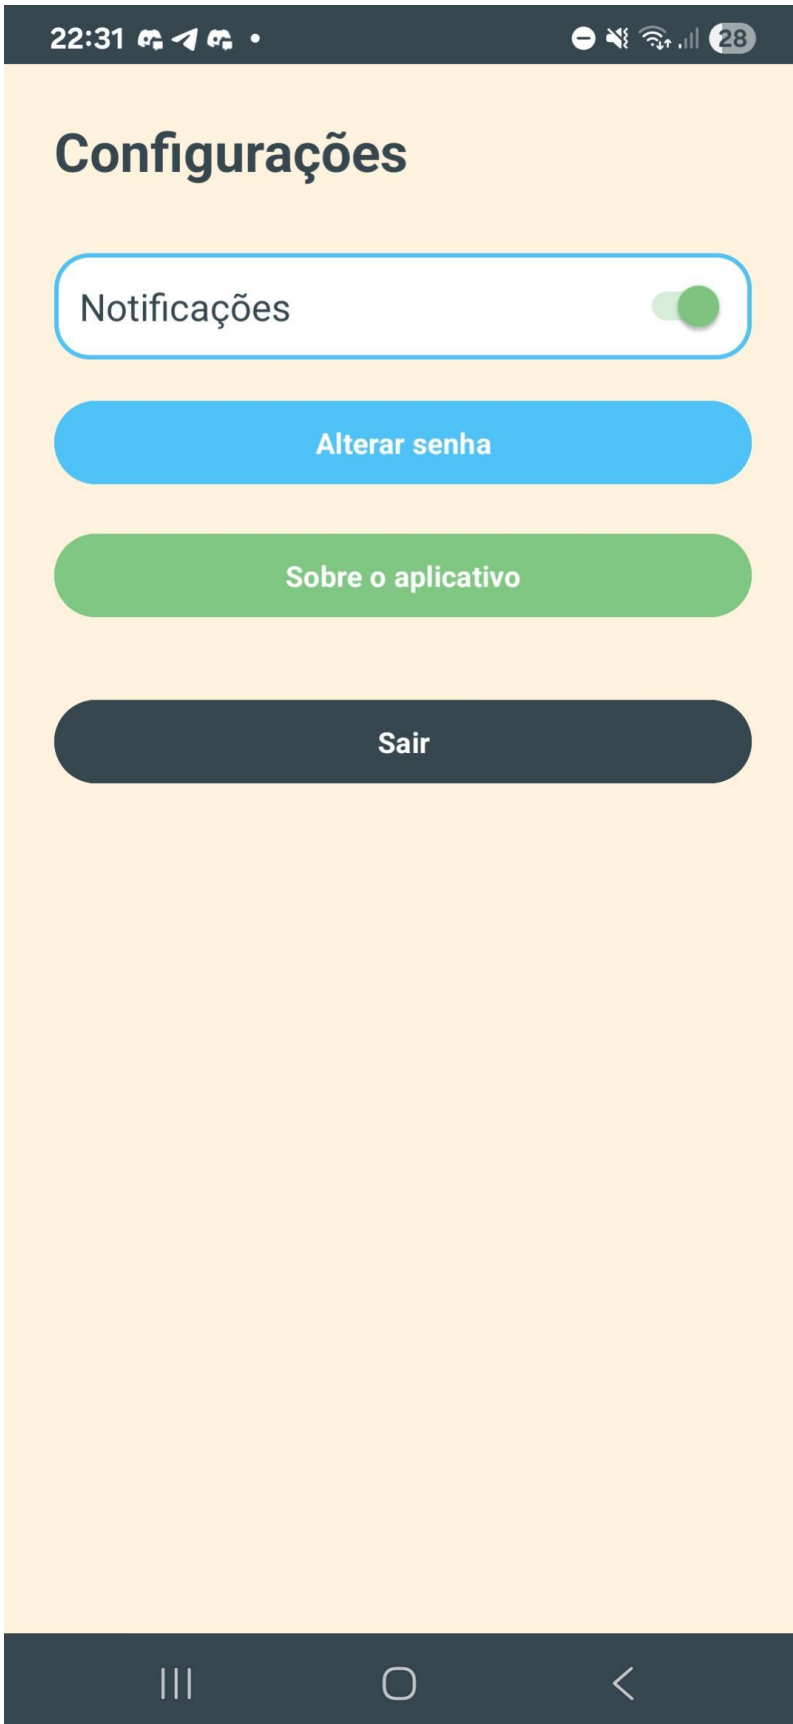 22:31
28
Configurações
Notificações
Alterar senha
Sobre o aplicativo
Sair